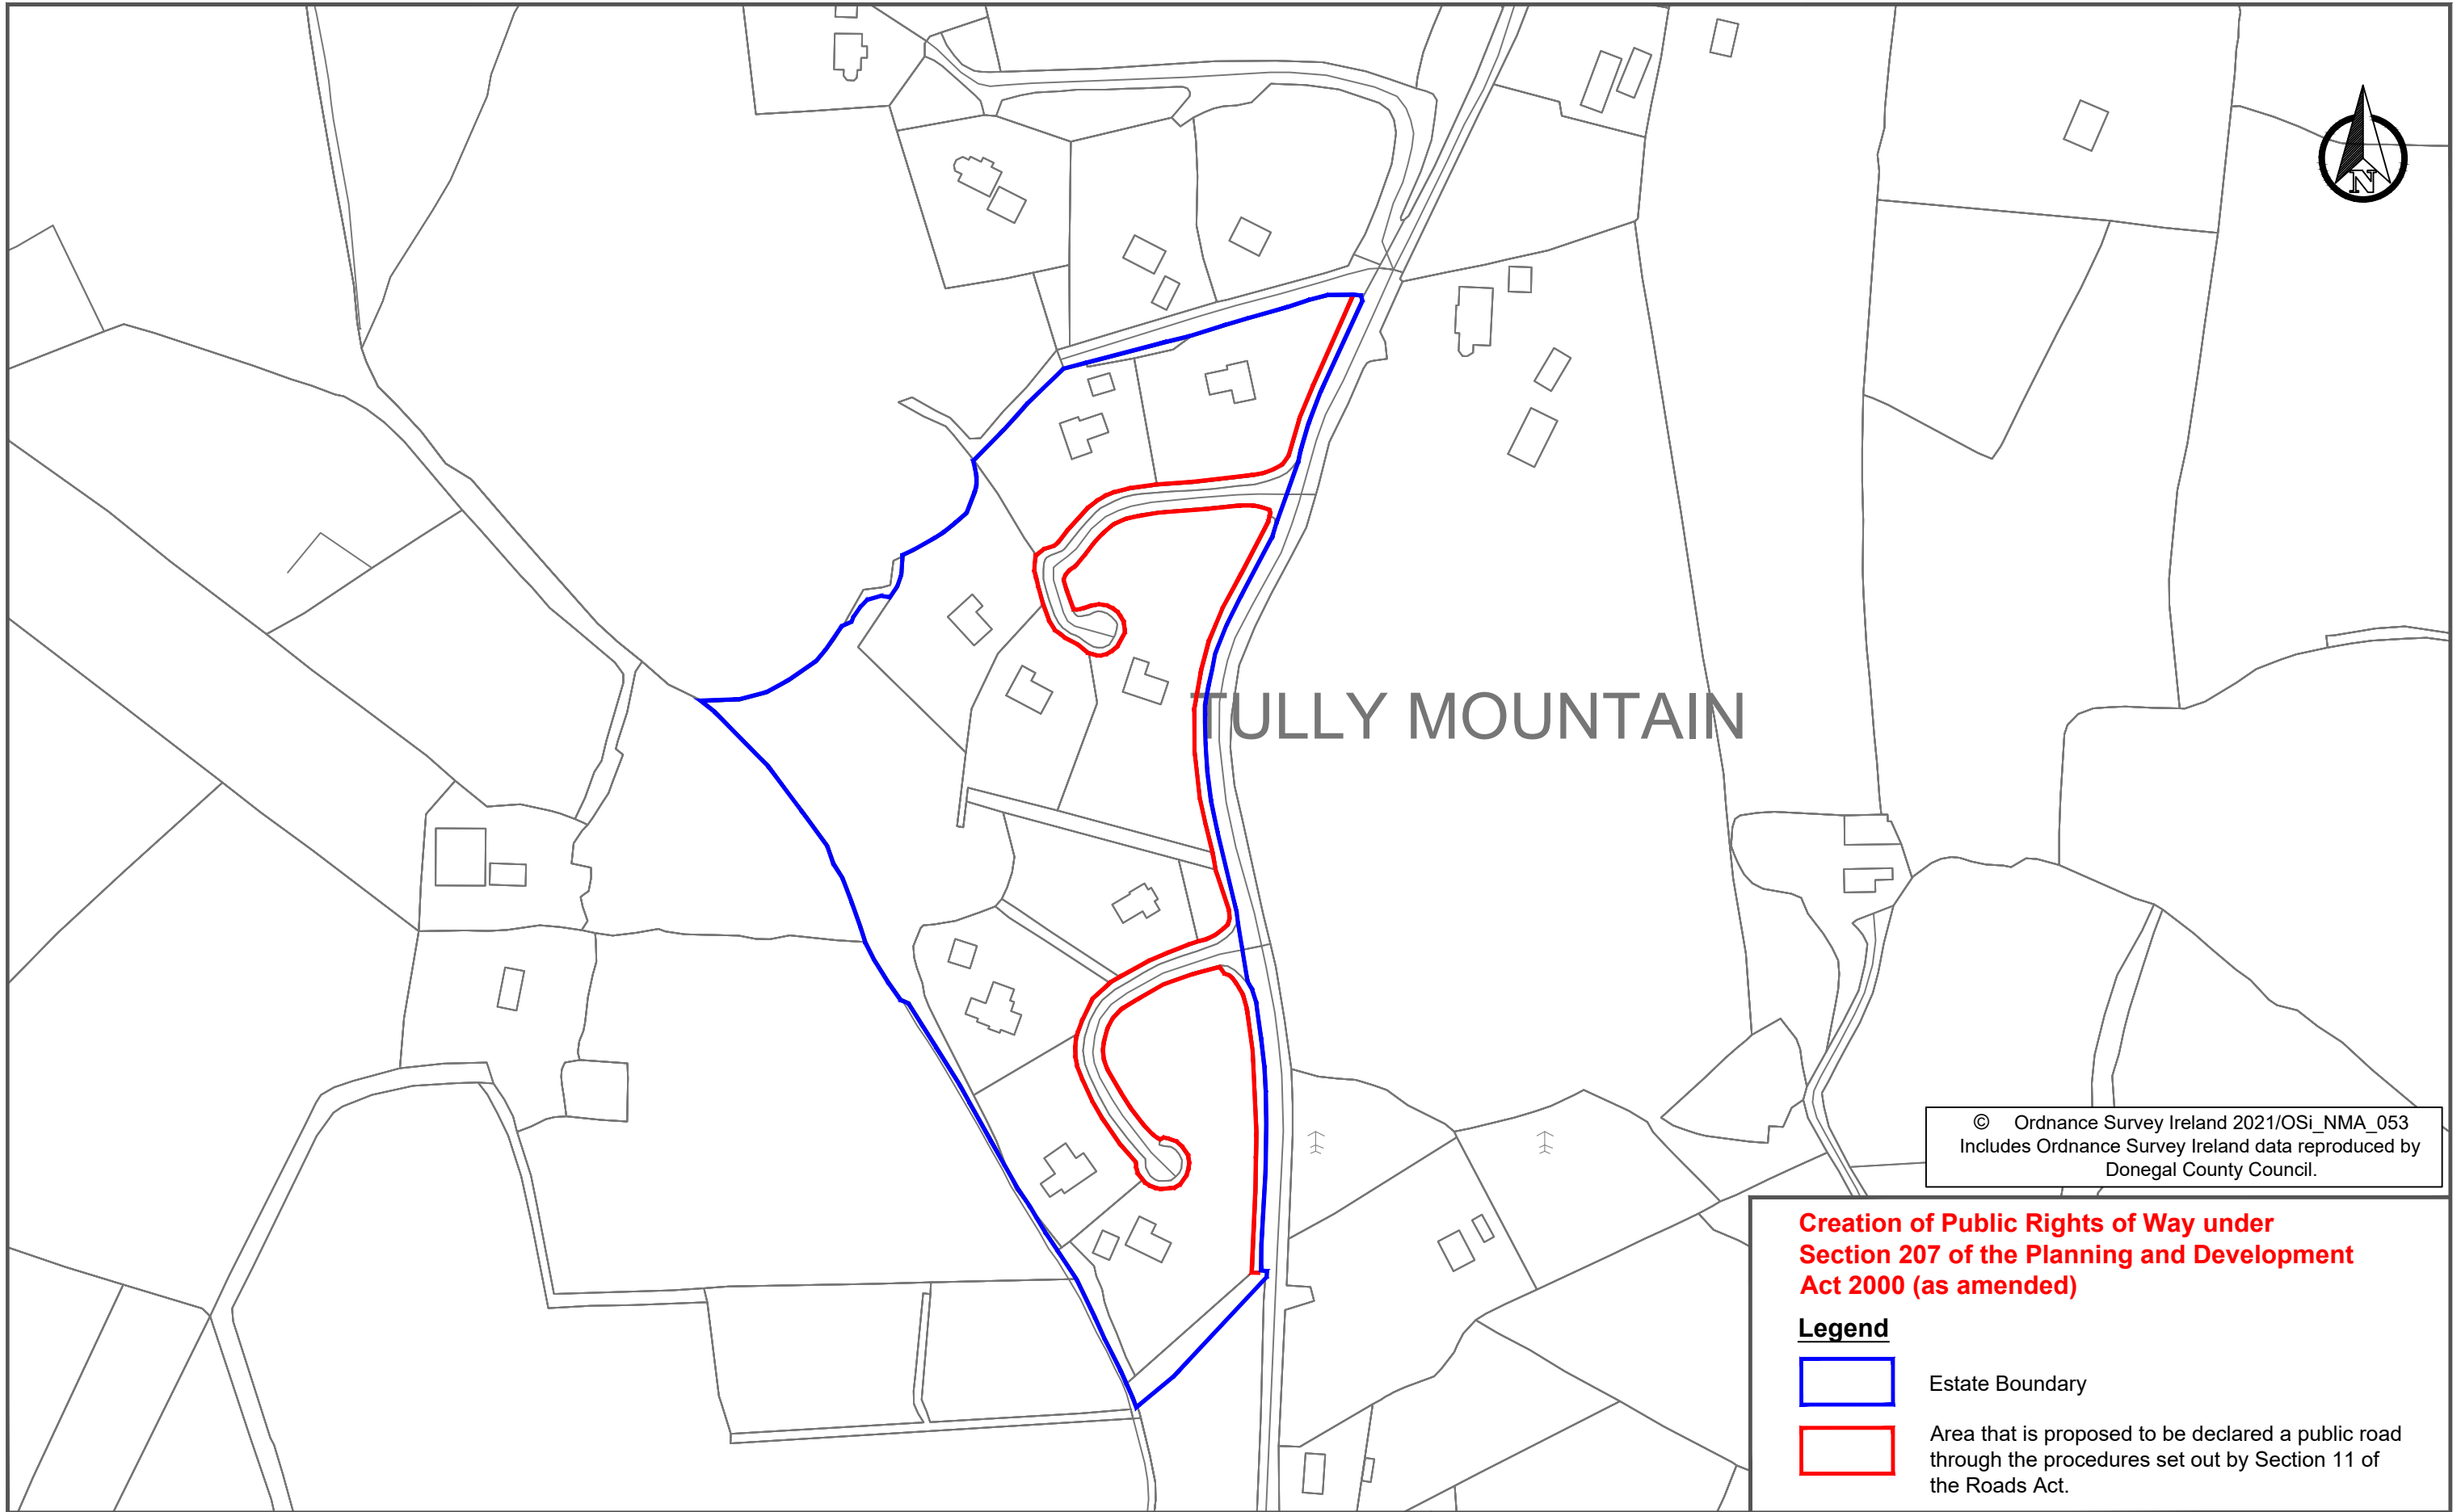 N
TULLY MOUNTAIN
© Ordnance Survey Ireland 2021/OSi_NMA_053
Includes Ordnance Survey Ireland data reproduced by
Donegal County Council.
Creation of Public Rights of Way under
Section 207 of the Planning and Development
Act 2000 (as amended)
Legend
Estate Boundary
Area that is proposed to be declared a public road
through the procedures set out by Section 11 of
the Roads Act.